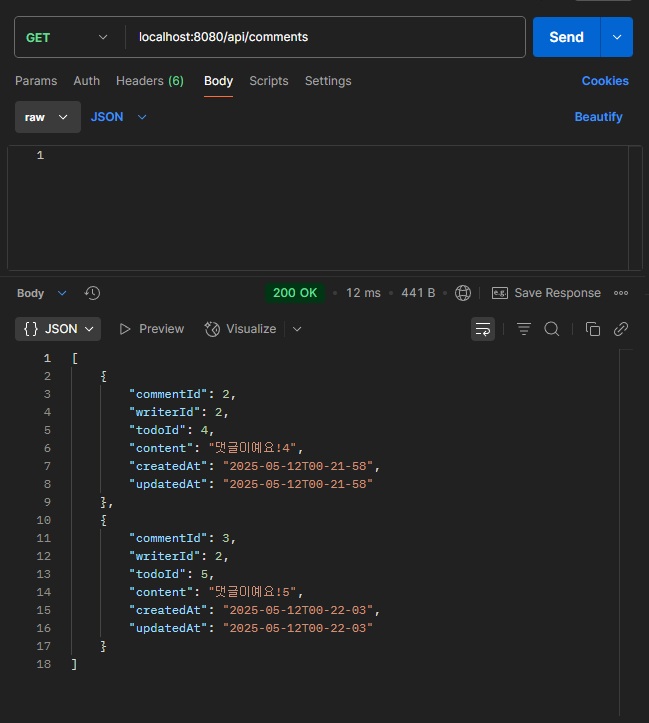 GET localhost:8080/api/comments Send
Params Auth Headers (6) Body Scripts Settings Cookies
raw JSON Beautify
1
Body 200 OK • 12 ms • 441 B • e.g. Save Response
{} JSON Preview Visualize
1 [
2 {
3 "commentId": 2,
4 "writerId": 2,
5 "todoId": 4,
6 "content": "댓글이예요!4",
7 "createdAt": "2025-05-12T00-21-58",
8 "updatedAt": "2025-05-12T00-21-58"
9 },
10 {
11 "commentId": 3,
12 "writerId": 2,
13 "todoId": 5,
14 "content": "댓글이예요!5",
15 "createdAt": "2025-05-12T00-22-03",
16 "updatedAt": "2025-05-12T00-22-03"
17 }
18 ]